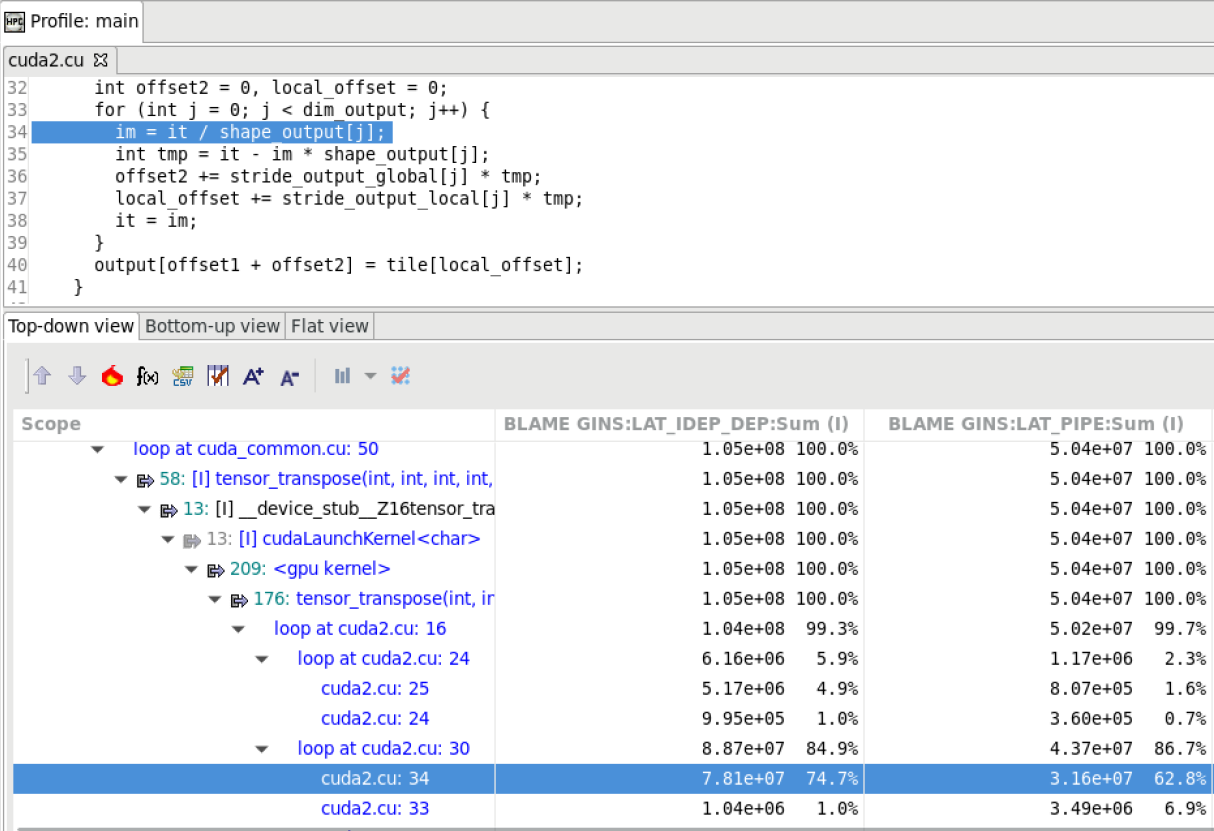 HPC Profile: main
cuda2.cu
32 int offset2 = 0, local_offset = 0;
33 for (int j = 0; j < dim_output; j++) {
34 im = it / shape_output[j];
35 int tmp = it - im * shape_output[j];
36 offset2 += stride_output_global[j] * tmp;
37 local_offset += stride_output_local[j] * tmp;
38 it = im;
39 }
40 output[offset1 + offset2] = tile[local_offset];
41 }
Top-down view Bottom-up view Flat view
f(x) CSV A+ A-
Scope BLAME GINS:LAT_IDEP_DEP:Sum (I) BLAME GINS:LAT_PIPE:Sum (I)
loop at cuda_common.cu: 50 1.05e+08 100.0% 5.04e+07 100.0%
58: [I] tensor_transpose(int, int, int, int, 1.05e+08 100.0% 5.04e+07 100.0%
13: [I] __device_stub__Z16tensor_tra 1.05e+08 100.0% 5.04e+07 100.0%
13: [I] cudaLaunchKernel<char> 1.05e+08 100.0% 5.04e+07 100.0%
209: <gpu kernel> 1.05e+08 100.0% 5.04e+07 100.0%
176: tensor_transpose(int, in 1.05e+08 100.0% 5.04e+07 100.0%
loop at cuda2.cu: 16 1.04e+08 99.3% 5.02e+07 99.7%
loop at cuda2.cu: 24 6.16e+06 5.9% 1.17e+06 2.3%
cuda2.cu: 25 5.17e+06 4.9% 8.07e+05 1.6%
cuda2.cu: 24 9.95e+05 1.0% 3.60e+05 0.7%
loop at cuda2.cu: 30 8.87e+07 84.9% 4.37e+07 86.7%
cuda2.cu: 34 7.81e+07 74.7% 3.16e+07 62.8%
cuda2.cu: 33 1.04e+06 1.0% 3.49e+06 6.9%